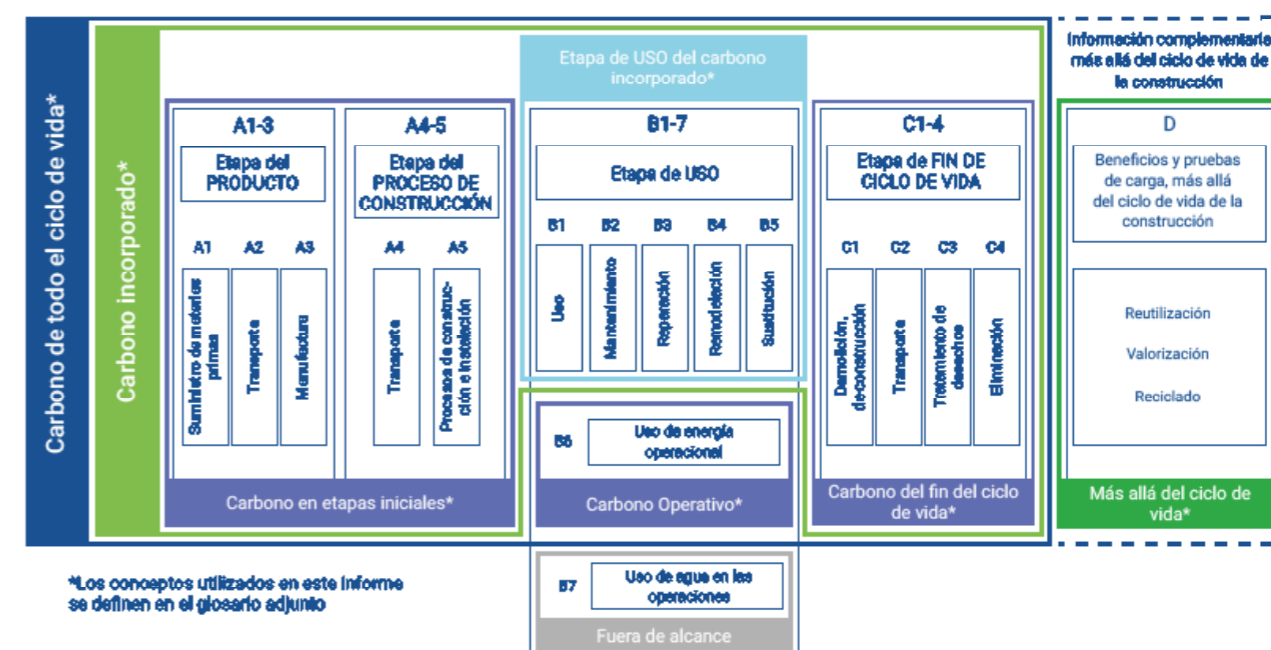 Carbono de todo el ciclo de vida*
Carbono incorporado*
A1-3
Etapa del
PRODUCTO
A1
A2
A3
Suministro de materias
primas
Transporte
Manufactura
A4-5
Etapa del
PROCESO DE
CONSTRUCCIÓN
A4
A5
Transporte
Procesos de construc-
ción e instalación
Carbono en etapas iniciales*
Etapa de USO del carbono
incorporado*
B1-7
Etapa de USO
B1
B2
B3
B4
B5
Uso
Mantenimiento
Reparación
Remodelación
Sustitución
B6
Uso de energía
operacional
Carbono Operativo*
B7
Uso de agua en las
operaciones
Fuera de alcance
C1-4
Etapa de FIN DE
CICLO DE VIDA
C1
C2
C3
C4
Demolición,
de-construcción
Transporte
Tratamiento de
desechos
Eliminación
Carbono del fin del ciclo
de vida*
Información complementaria
más allá del ciclo de vida de
la construcción
D
Beneficios y pruebas
de carga, más allá
del ciclo de vida de la
construcción
Reutilización
Valorización
Reciclado
Más allá del ciclo de
vida*
*Los conceptos utilizados en este informe
se definen en el glosario adjunto